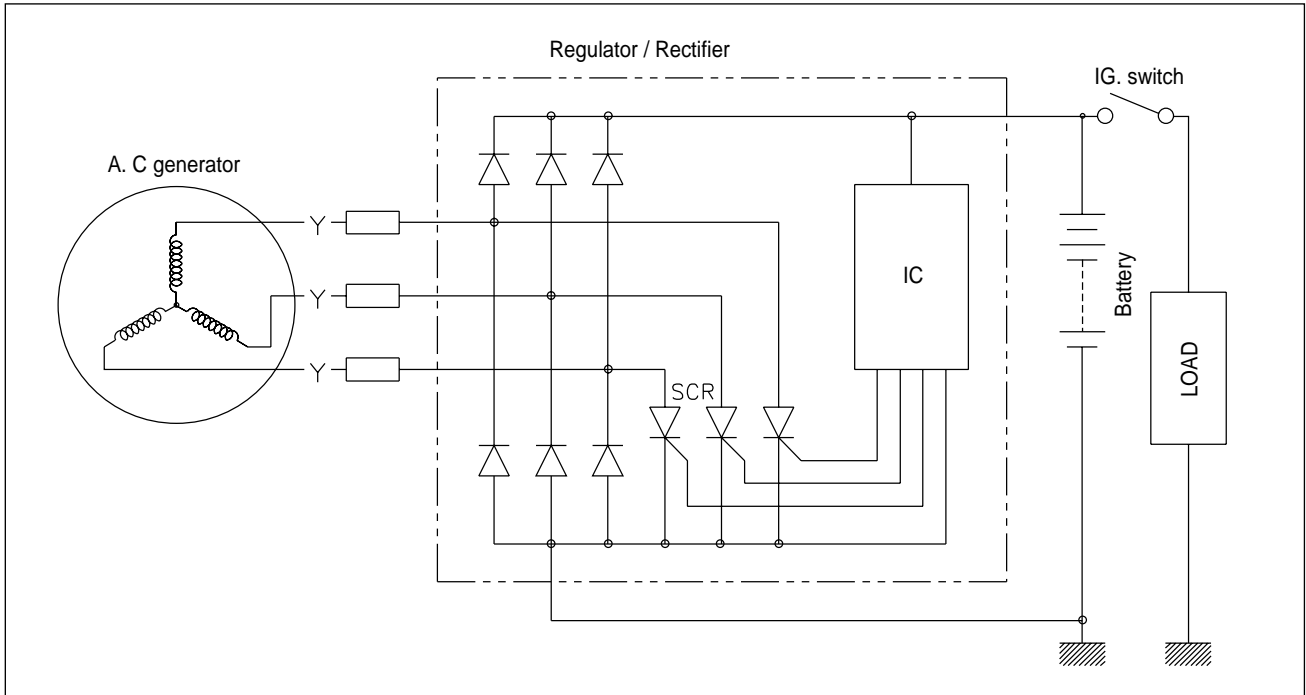 Regulator / Rectifier
IG. switch
A. C generator
Y
Y
Y
IC
SCR
Battery
LOAD